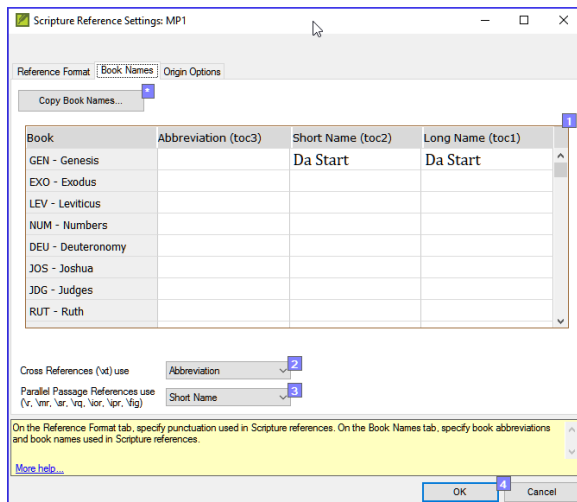 Scripture Reference Settings: MP1
Reference Format Book Names Origin Options
Copy Book Names... *
1
Book Abbreviation (toc3) Short Name (toc2) Long Name (toc1)
GEN - Genesis Da Start Da Start
EXO - Exodus
LEV - Leviticus
NUM - Numbers
DEU - Deuteronomy
JOS - Joshua
JDG - Judges
RUT - Ruth
Cross References (\xt) use Abbreviation 2
Parallel Passage References use
(\r, \mr, \sr, \rq, \ior, \ipr, \fig) Short Name 3
On the Reference Format tab, specify punctuation used in Scripture references. On the Book Names tab, specify book abbreviations
and book names used in Scripture references.
More help...
OK 4 Cancel